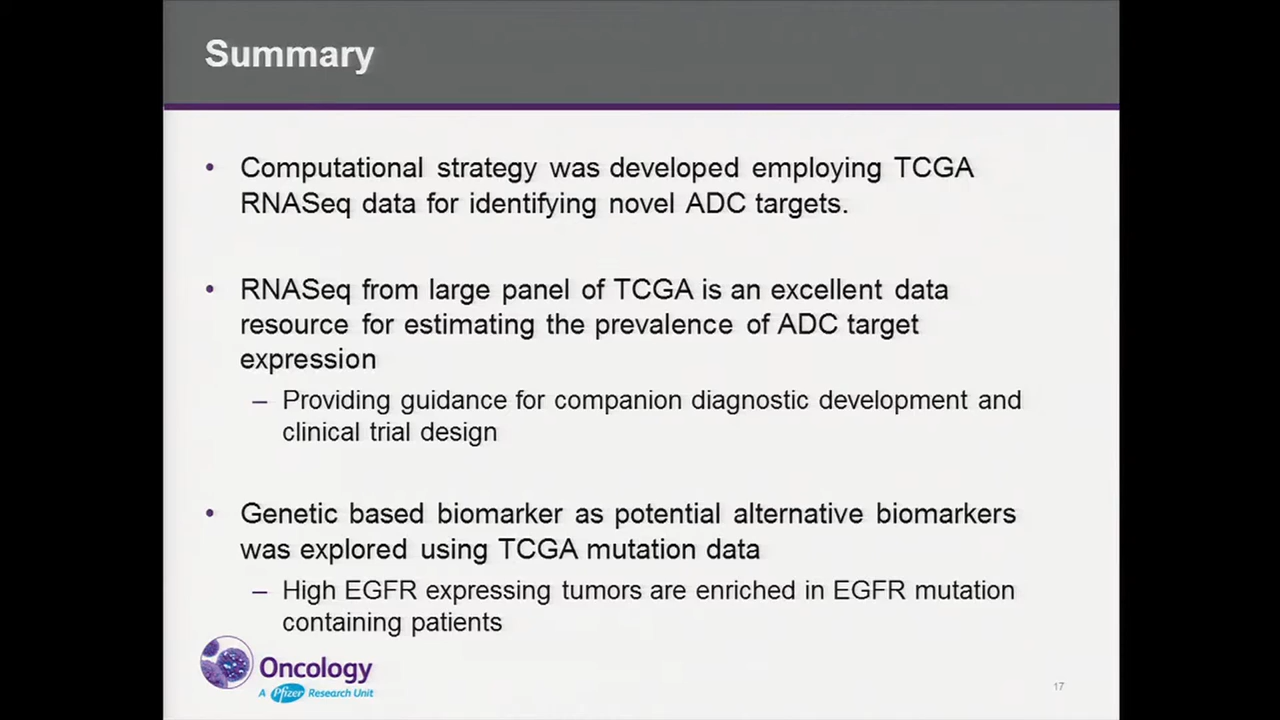 Summary
• Computational strategy was developed employing TCGA
RNASeq data for identifying novel ADC targets.
• RNASeq from large panel of TCGA is an excellent data
resource for estimating the prevalence of ADC target
expression
– Providing guidance for companion diagnostic development and
clinical trial design
• Genetic based biomarker as potential alternative biomarkers
was explored using TCGA mutation data
– High EGFR expressing tumors are enriched in EGFR mutation
containing patients
Oncology
A Pfizer Research Unit
17